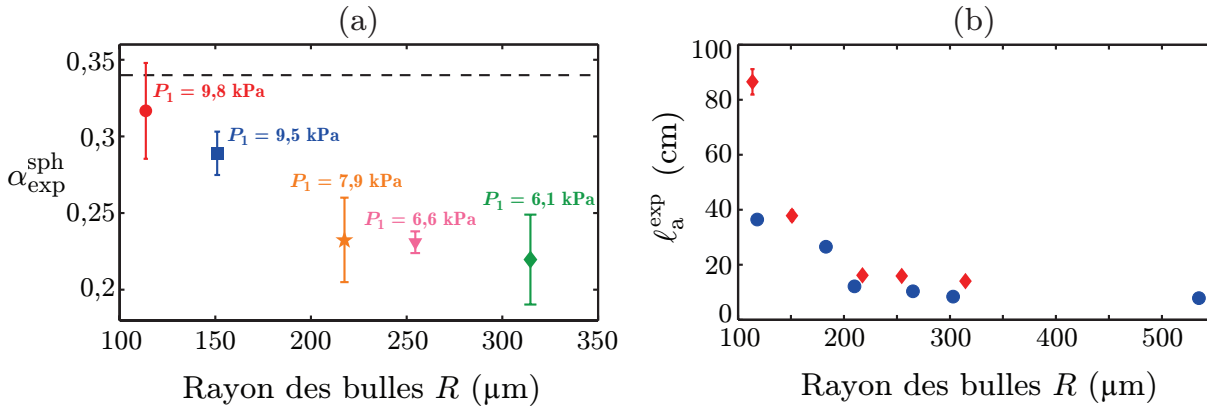 (a)
0,35
0,3
0,25
0,2
α_exp^sph
P₁ = 9,8 kPa
P₁ = 9,5 kPa
P₁ = 7,9 kPa
P₁ = 6,6 kPa
P₁ = 6,1 kPa
100 150 200 250 300 350
Rayon des bulles R (µm)
(b)
100
80
60
40
20
0
ℓ_a^exp (cm)
100 200 300 400 500
Rayon des bulles R (µm)